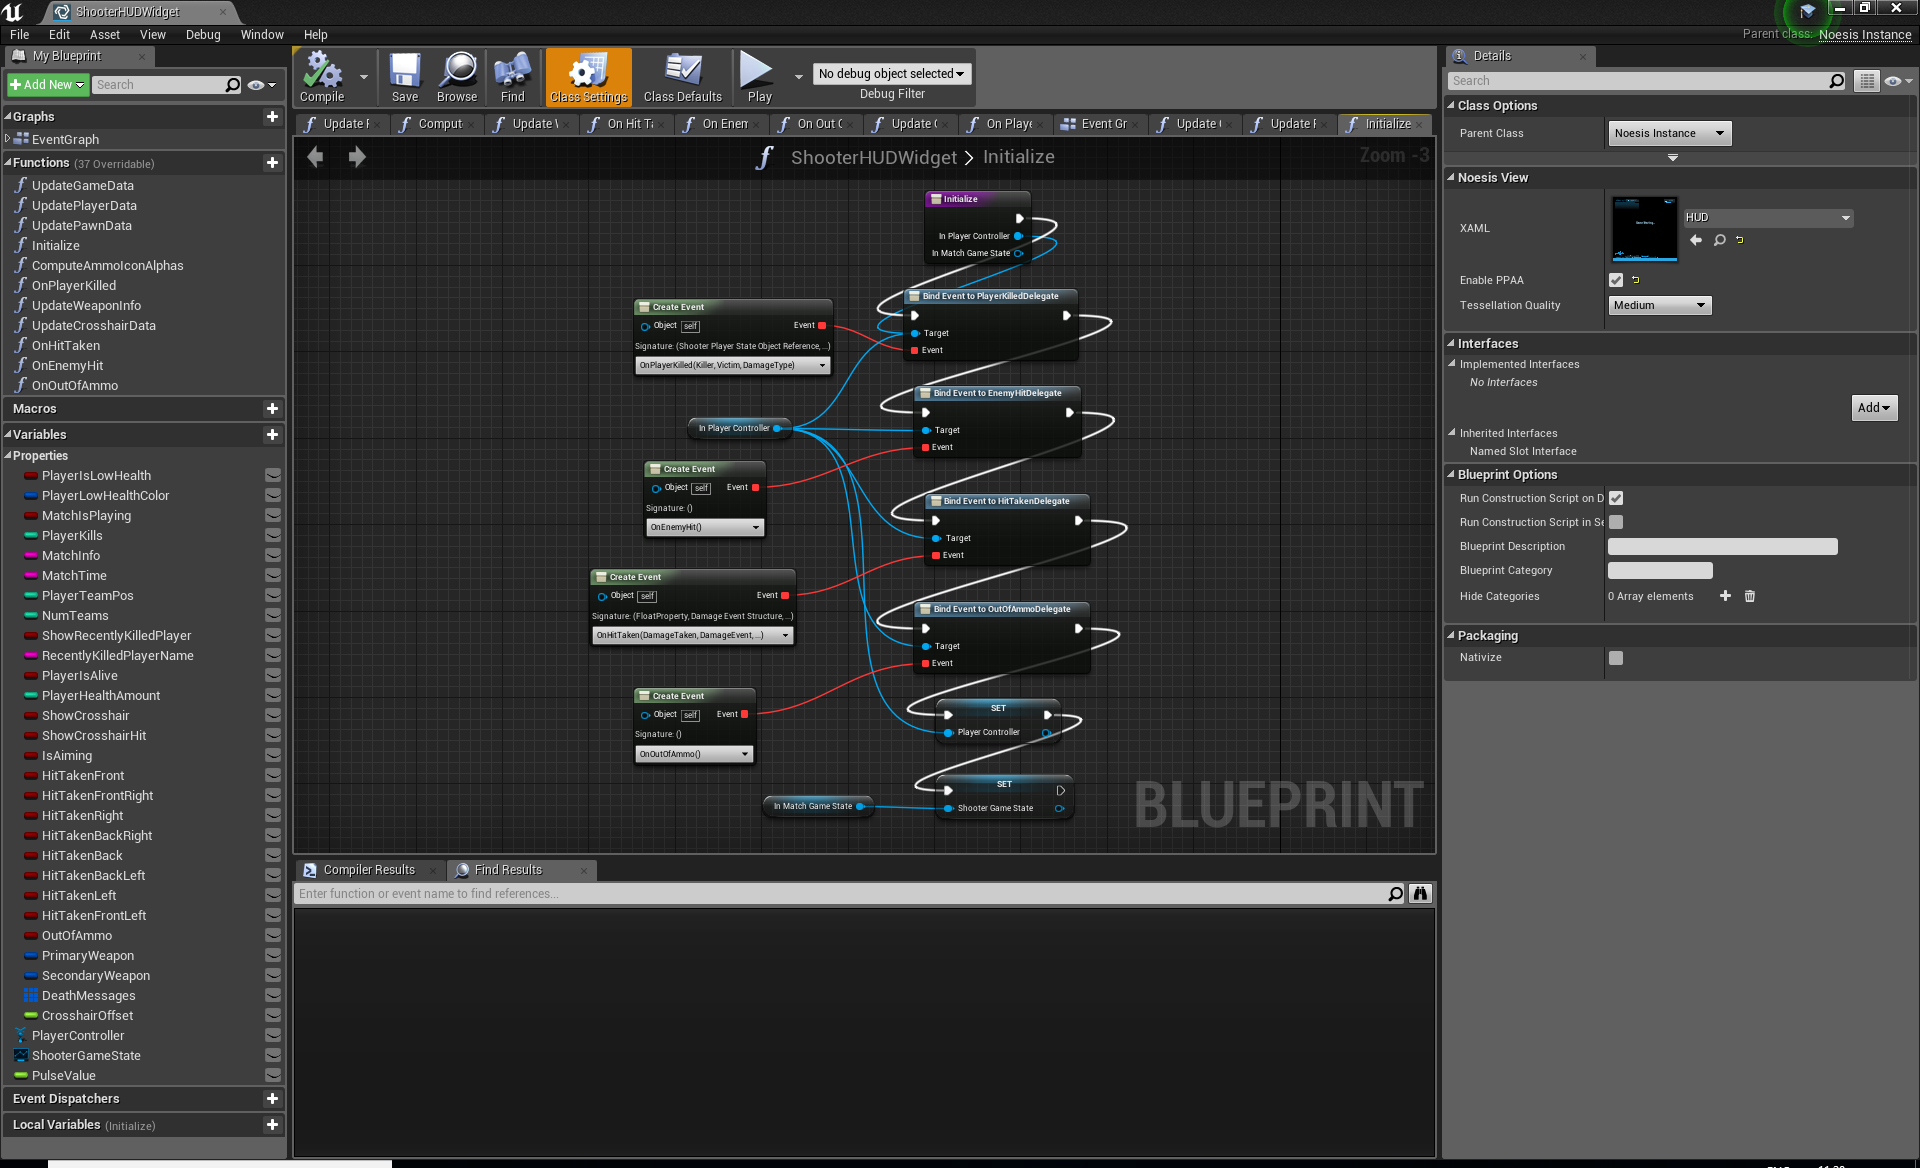 ShooterHUDWidget
File Edit Asset View Debug Window Help
Parent class: Noesis Instance
My Blueprint
Add New
Search
Graphs
EventGraph
Functions (37 Overridable)
UpdateGameData
UpdatePlayerData
UpdatePawnData
Initialize
ComputeAmmoIconAlphas
OnPlayerKilled
UpdateWeaponInfo
UpdateCrosshairData
OnHitTaken
OnEnemyHit
OnOutOfAmmo
Macros
Variables
Properties
PlayerIsLowHealth
PlayerLowHealthColor
MatchIsPlaying
PlayerKills
MatchInfo
MatchTime
PlayerTeamPos
NumTeams
ShowRecentlyKilledPlayer
RecentlyKilledPlayerName
PlayerIsAlive
PlayerHealthAmount
ShowCrosshair
ShowCrosshairHit
IsAiming
HitTakenFront
HitTakenFrontRight
HitTakenRight
HitTakenBackRight
HitTakenBack
HitTakenBackLeft
HitTakenLeft
HitTakenFrontLeft
OutOfAmmo
PrimaryWeapon
SecondaryWeapon
DeathMessages
CrosshairOffset
PlayerController
ShooterGameState
PulseValue
Event Dispatchers
Local Variables (Initialize)
Compile
Save
Browse
Find
Class Settings
Class Defaults
Play
No debug object selected
Debug Filter
Update
Comput
Update
On Hit Ta
On Enem
On Out
Update
On Playe
Event Gr
Update
Update
Initialize
ShooterHUDWidget > Initialize
Zoom -3
Initialize
In Player Controller
In Match Game State
Create Event
Object self
Event
Signature: (Shooter Player State Object Reference, ...)
OnPlayerKilled(Killer, Victim, DamageType)
Bind Event to PlayerKilledDelegate
Target
Event
In Player Controller
Bind Event to EnemyHitDelegate
Target
Event
Create Event
Object self
Event
Signature: ()
OnEnemyHit()
Bind Event to HitTakenDelegate
Target
Event
Create Event
Object self
Event
Signature: (FloatProperty, Damage Event Structure, ...)
OnHitTaken(DamageTaken, DamageEvent, ...)
Bind Event to OutOfAmmoDelegate
Target
Event
Create Event
Object self
Event
Signature: ()
OnOutOfAmmo()
SET
Player Controller
SET
Shooter Game State
In Match Game State
BLUEPRINT
Compiler Results
Find Results
Enter function or event name to find references...
Details
Search
Class Options
Parent Class
Noesis Instance
Noesis View
XAML
HUD
Enable PPAA
Tessellation Quality
Medium
Interfaces
Implemented Interfaces
No Interfaces
Add
Inherited Interfaces
Named Slot Interface
Blueprint Options
Run Construction Script on D
Run Construction Script in Se
Blueprint Description
Blueprint Category
Hide Categories
0 Array elements
Packaging
Nativize